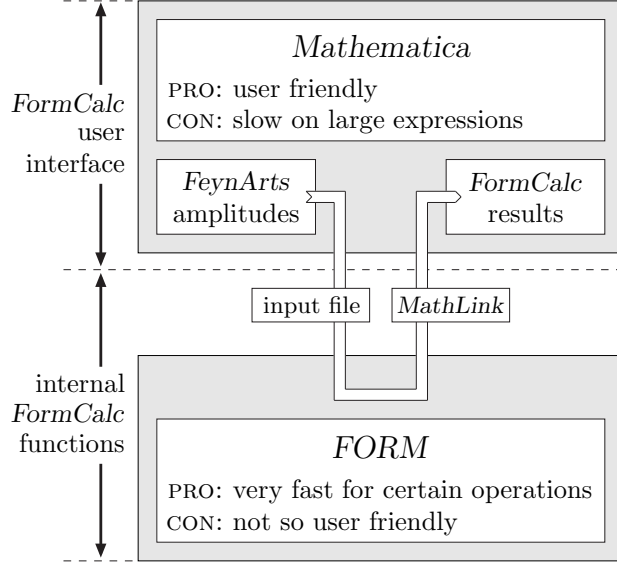 Mathematica
PRO: user friendly
CON: slow on large expressions
FormCalc
user
interface
FeynArts
amplitudes
FormCalc
results
input file
MathLink
internal
FormCalc
functions
FORM
PRO: very fast for certain operations
CON: not so user friendly